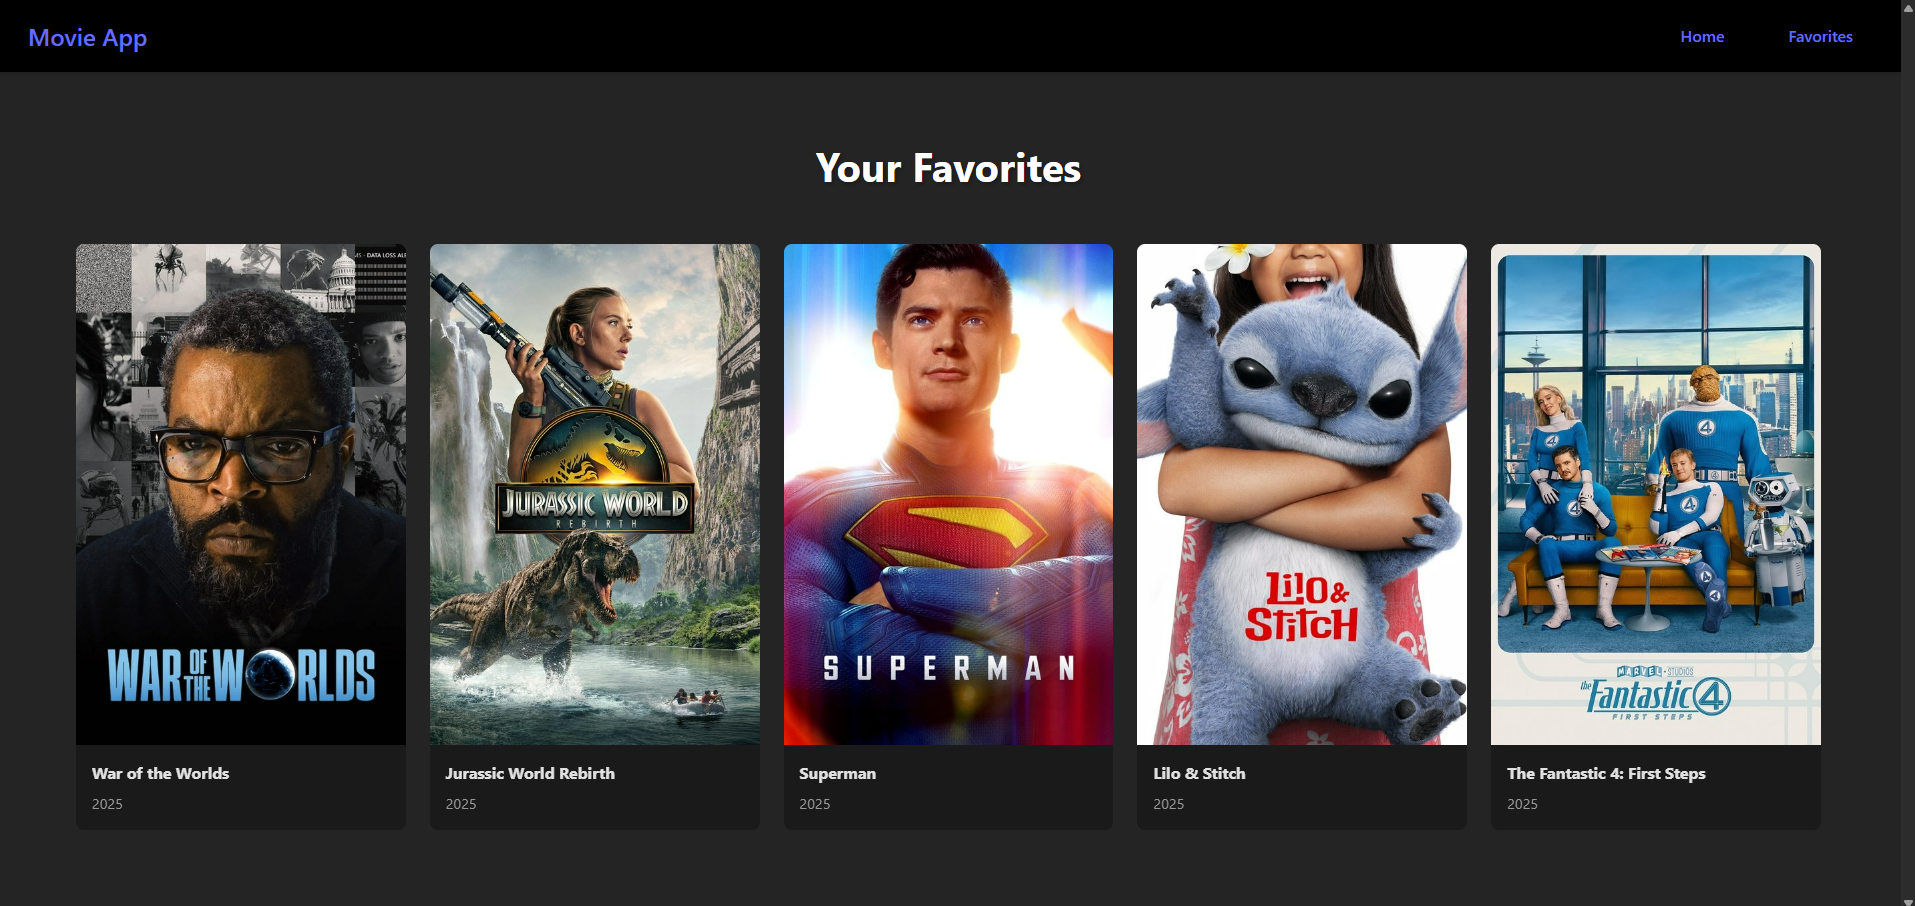 Movie App
Home
Favorites
Your Favorites
- DATA LOSS
WAR OF THE WORLDS
JURASSIC WORLD
REBIRTH
SUPERMAN
Lilo &
Stitch
MARVEL STUDIOS
the Fantastic 4
FIRST STEPS
War of the Worlds
2025
Jurassic World Rebirth
2025
Superman
2025
Lilo & Stitch
2025
The Fantastic 4: First Steps
2025